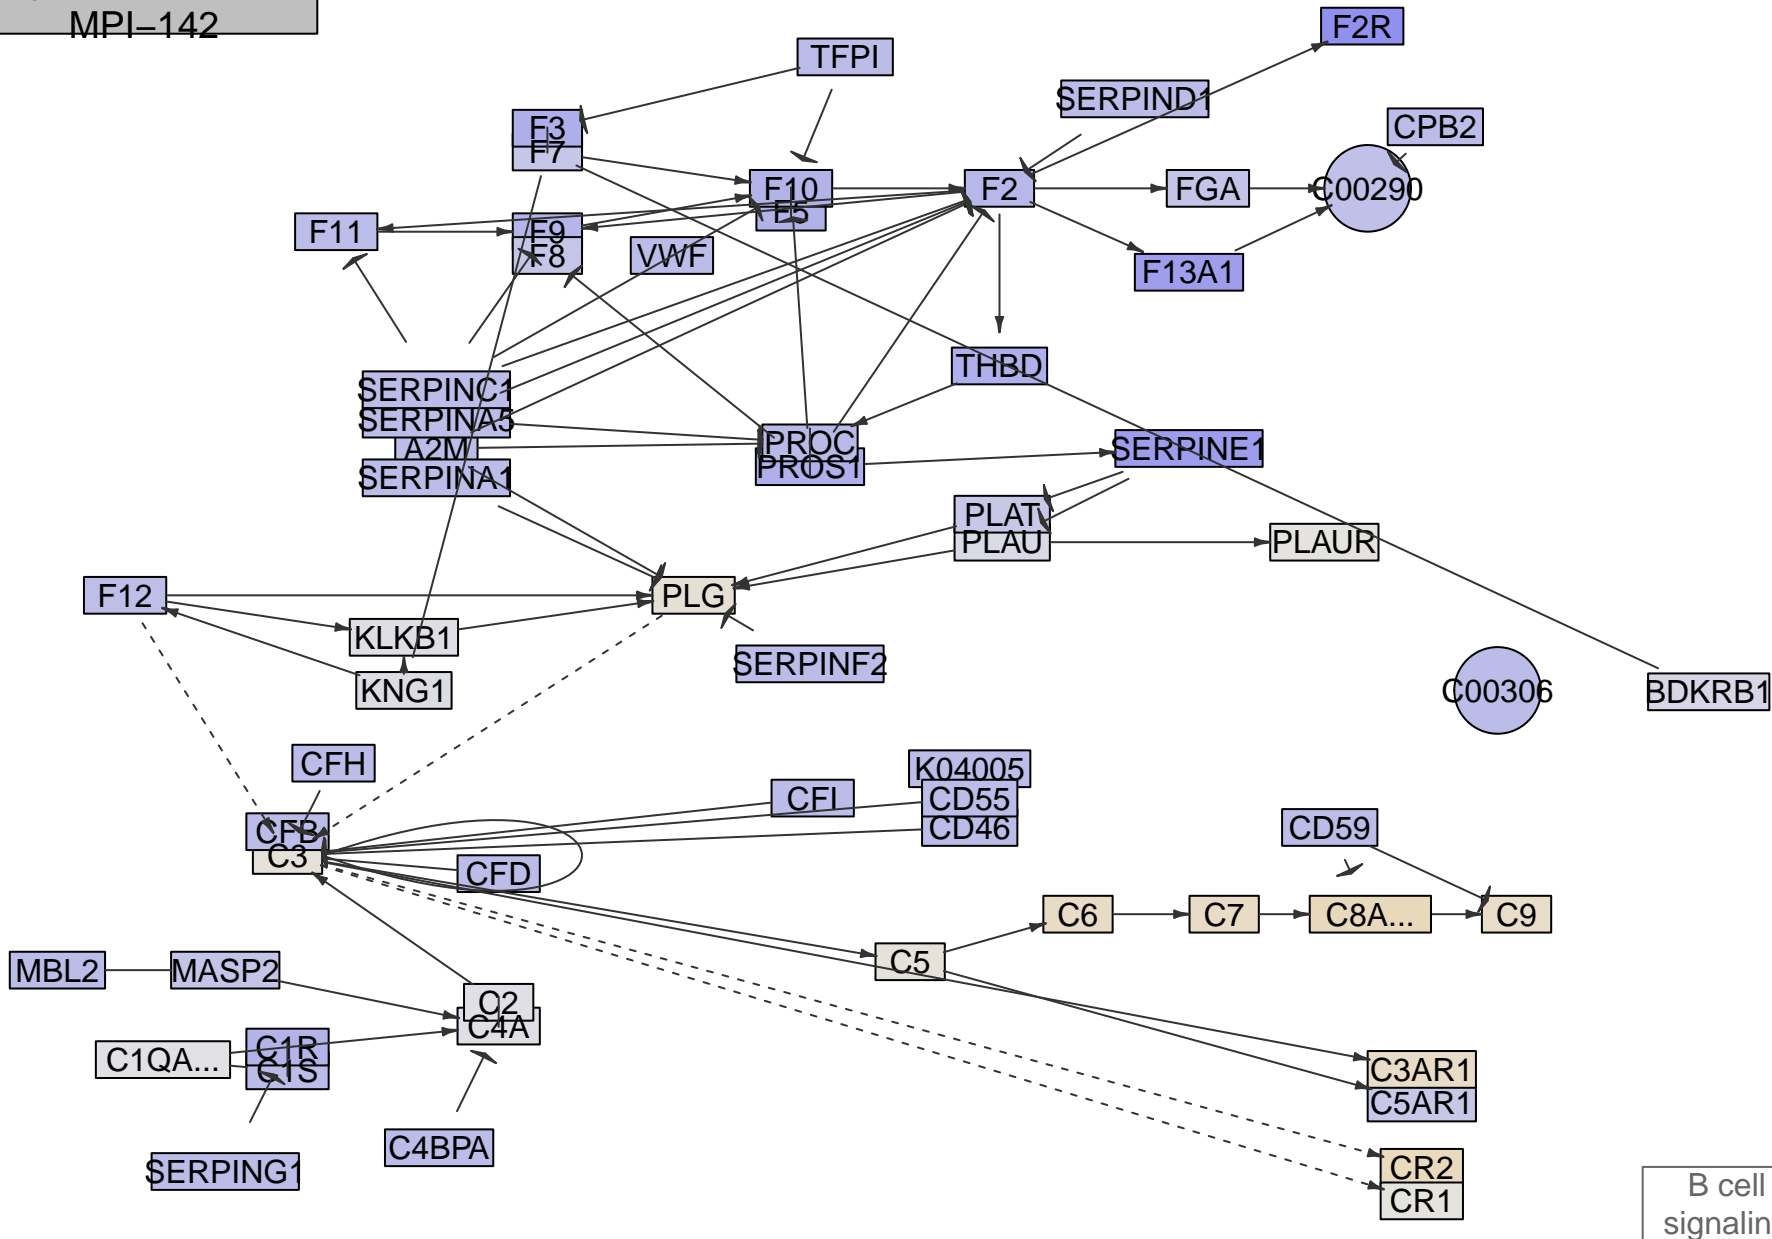 MPI–142
F2R
TFPI
SERPIND1
CPB2
F3
F7
F10
F5
F2
FGA
C00290
F11
F9
F8
VWF
F13A1
THBD
SERPINC1
SERPINA5
A2M
SERPINA1
PROC
PROS1
SERPINE1
PLAT
PLAU
PLAUR
F12
PLG
KLKB1
KNG1
SERPINF2
C00306
BDKRB1
CFH
K04005
CFI
CD55
CD46
CFB
C3
CD59
CFD
C6
C7
C8A...
C9
MBL2
MASP2
C5
C2
C4A
C1QA...
C1R
C1S
C3AR1
C5AR1
C4BPA
SERPING1
CR2
CR1
B cell
signalin